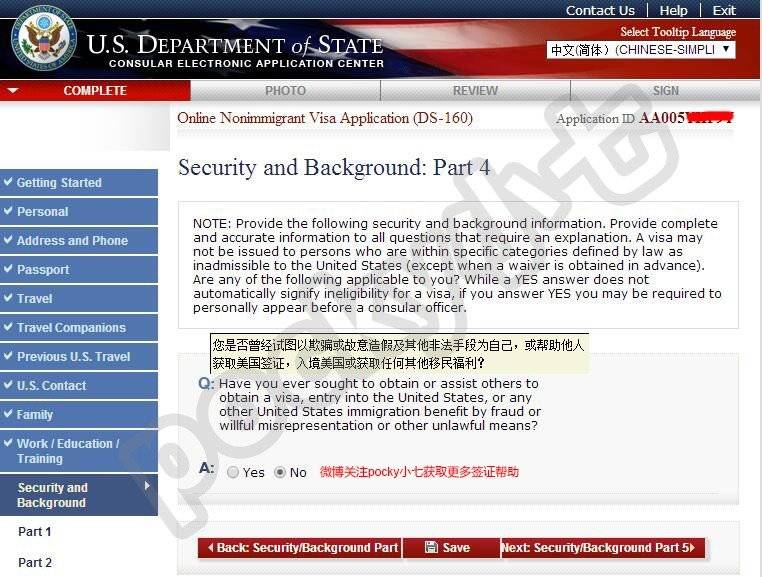 Contact Us | Help | Exit
U.S. DEPARTMENT of STATE
CONSULAR ELECTRONIC APPLICATION CENTER
Select Tooltip Language
中文(简体) (CHINESE-SIMPLI
COMPLETE PHOTO REVIEW SIGN
Online Nonimmigrant Visa Application (DS-160)
Application ID AA005
Security and Background: Part 4
Getting Started
Personal
Address and Phone
Passport
Travel
Travel Companions
Previous U.S. Travel
U.S. Contact
Family
Work / Education /
Training
Security and
Background
Part 1
Part 2
NOTE: Provide the following security and background information. Provide complete
and accurate information to all questions that require an explanation. A visa may
not be issued to persons who are within specific categories defined by law as
inadmissible to the United States (except when a waiver is obtained in advance).
Are any of the following applicable to you? While a YES answer does not
automatically signify ineligibility for a visa, if you answer YES you may be required to
personally appear before a consular officer.
您是否曾经试图以欺骗或故意造假及其他非法手段为自己，或帮助他人
获取美国签证，入境美国或获取任何其他移民福利？
Q: Have you ever sought to obtain or assist others to
obtain a visa, entry into the United States, or any
other United States immigration benefit by fraud or
willful misrepresentation or other unlawful means?
A: Yes No 微博关注pocky小七获取更多签证帮助
Back: Security/Background Part Save Next: Security/Background Part 5